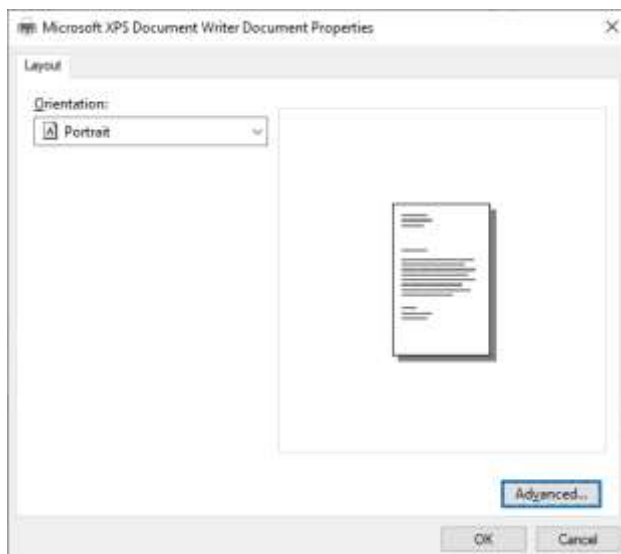 Microsoft XPS Document Writer Document Properties
Layout
Orientation:
Portrait
Advanced...
OK
Cancel